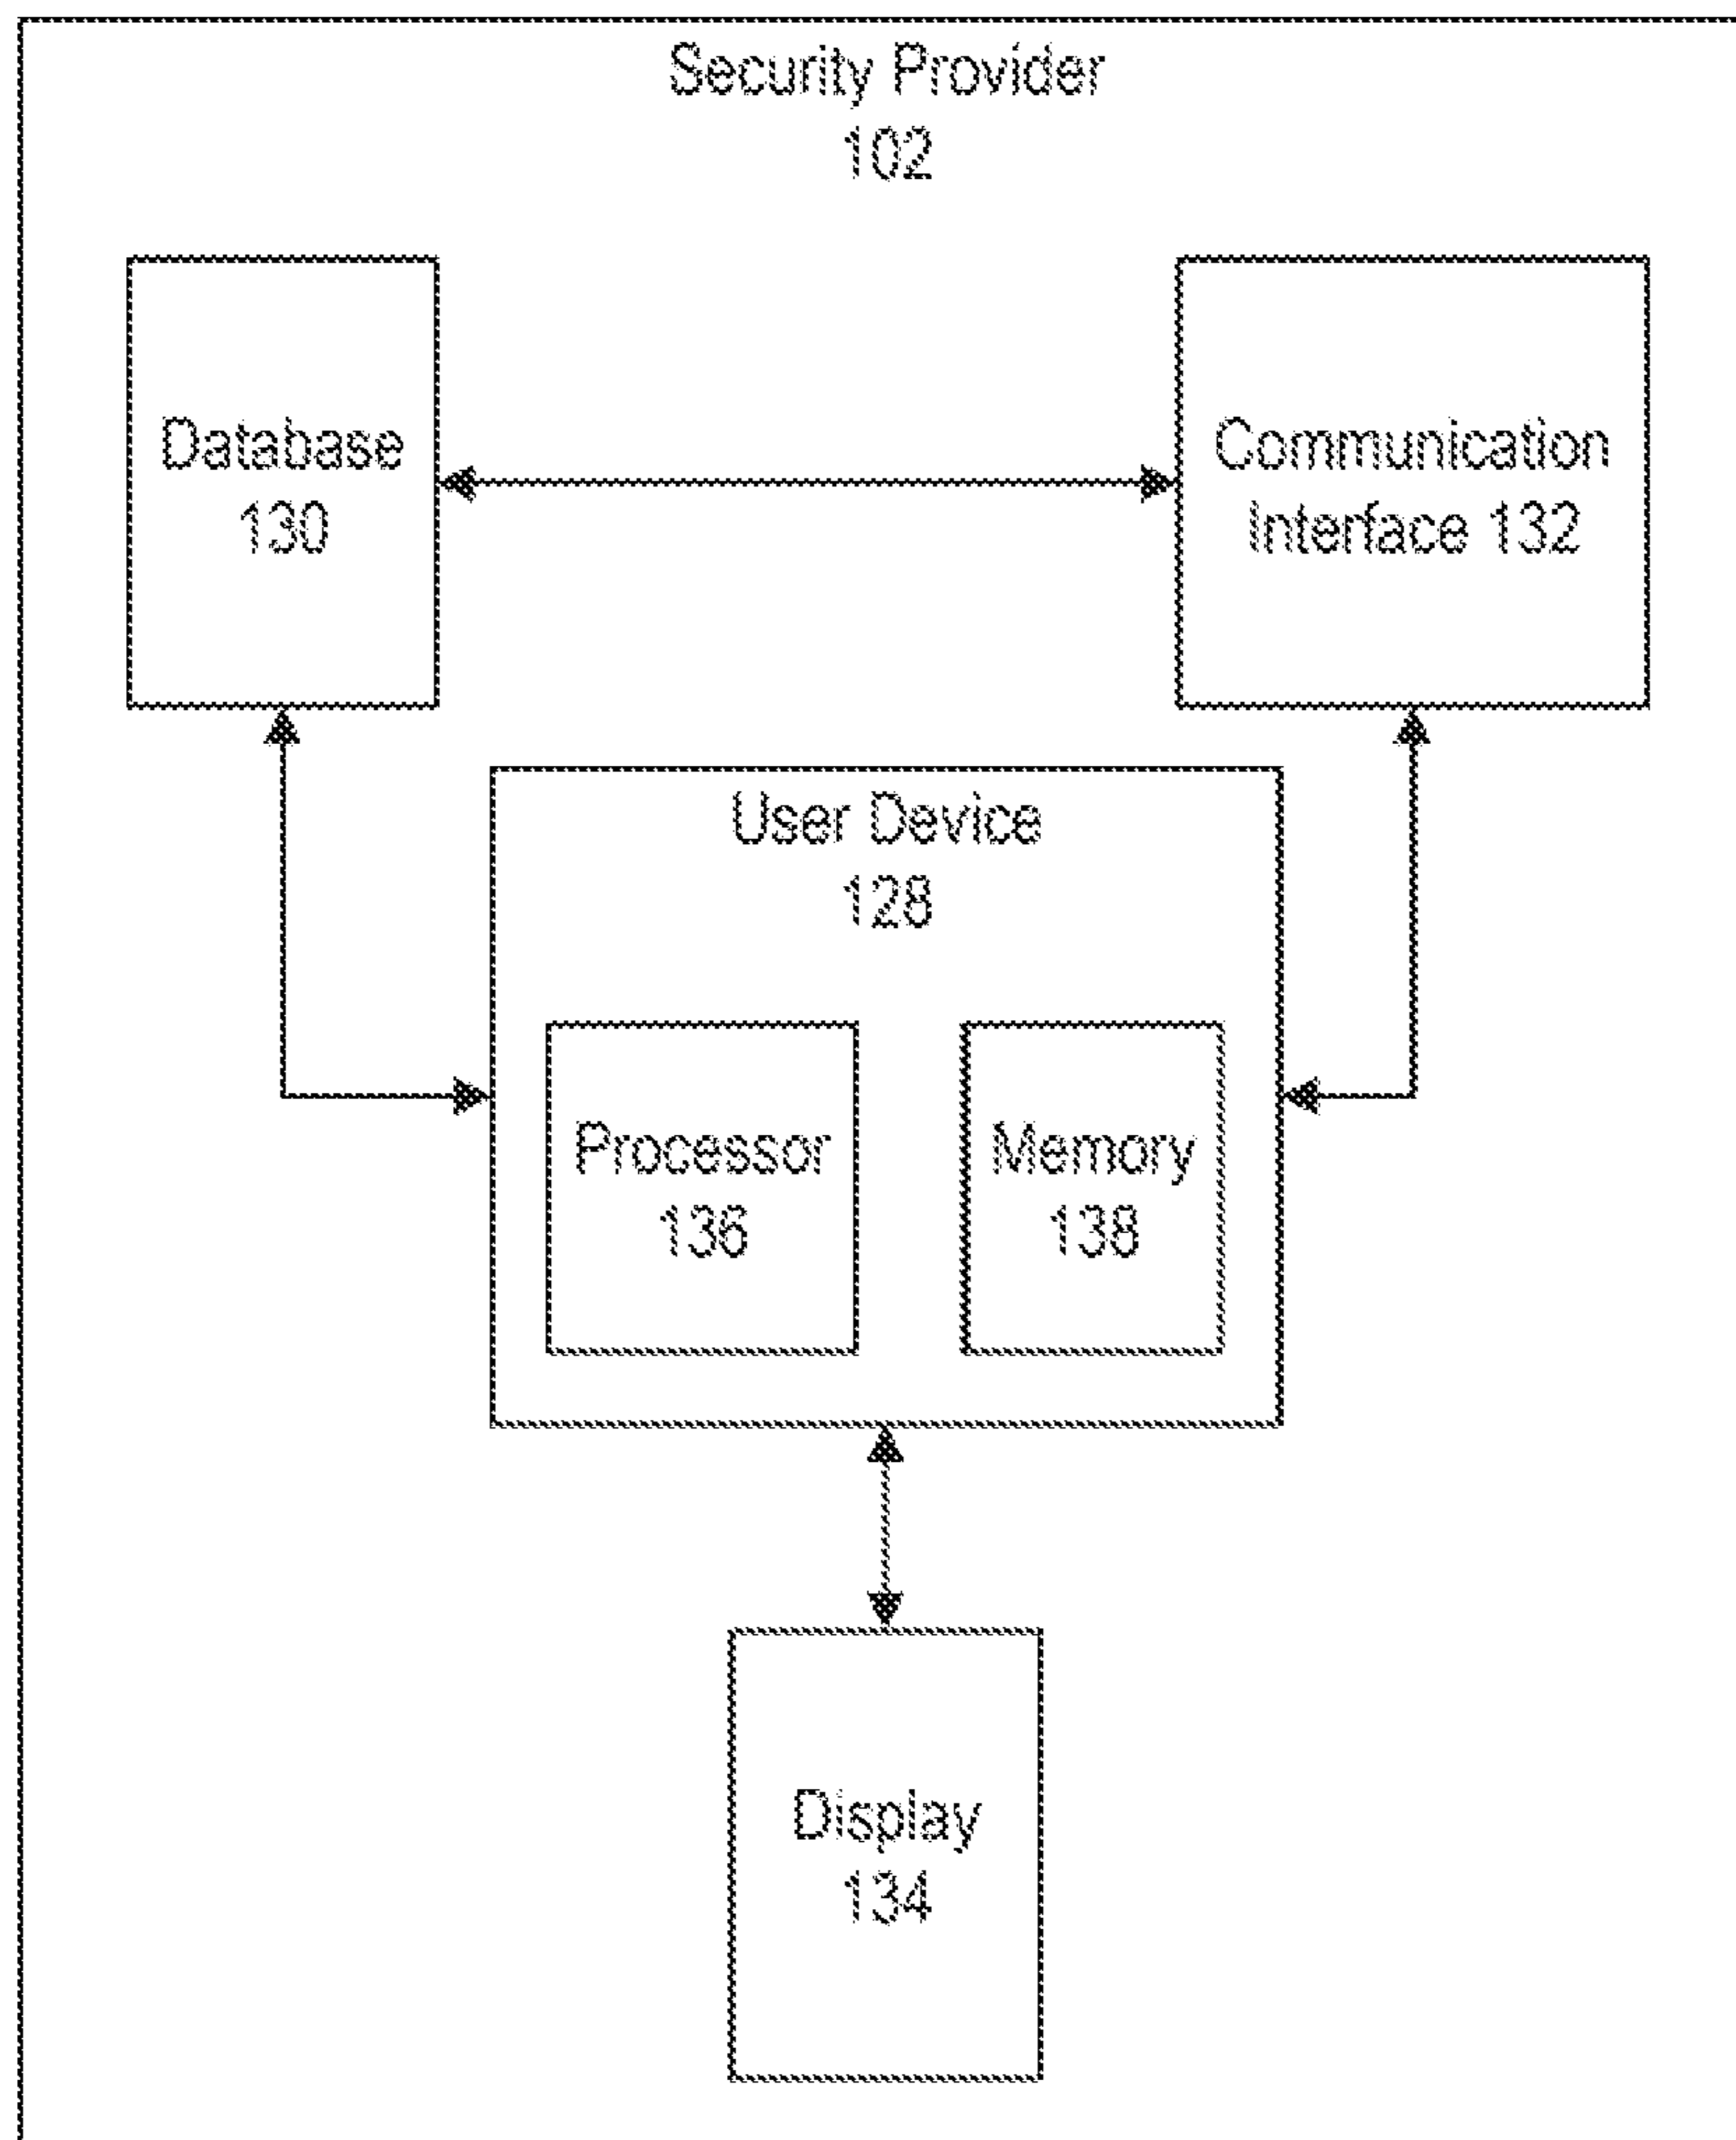 Security Provider
102
Database
130
Communication
Interface 132
User Device
128
Processor
136
Memory
138
Display
134